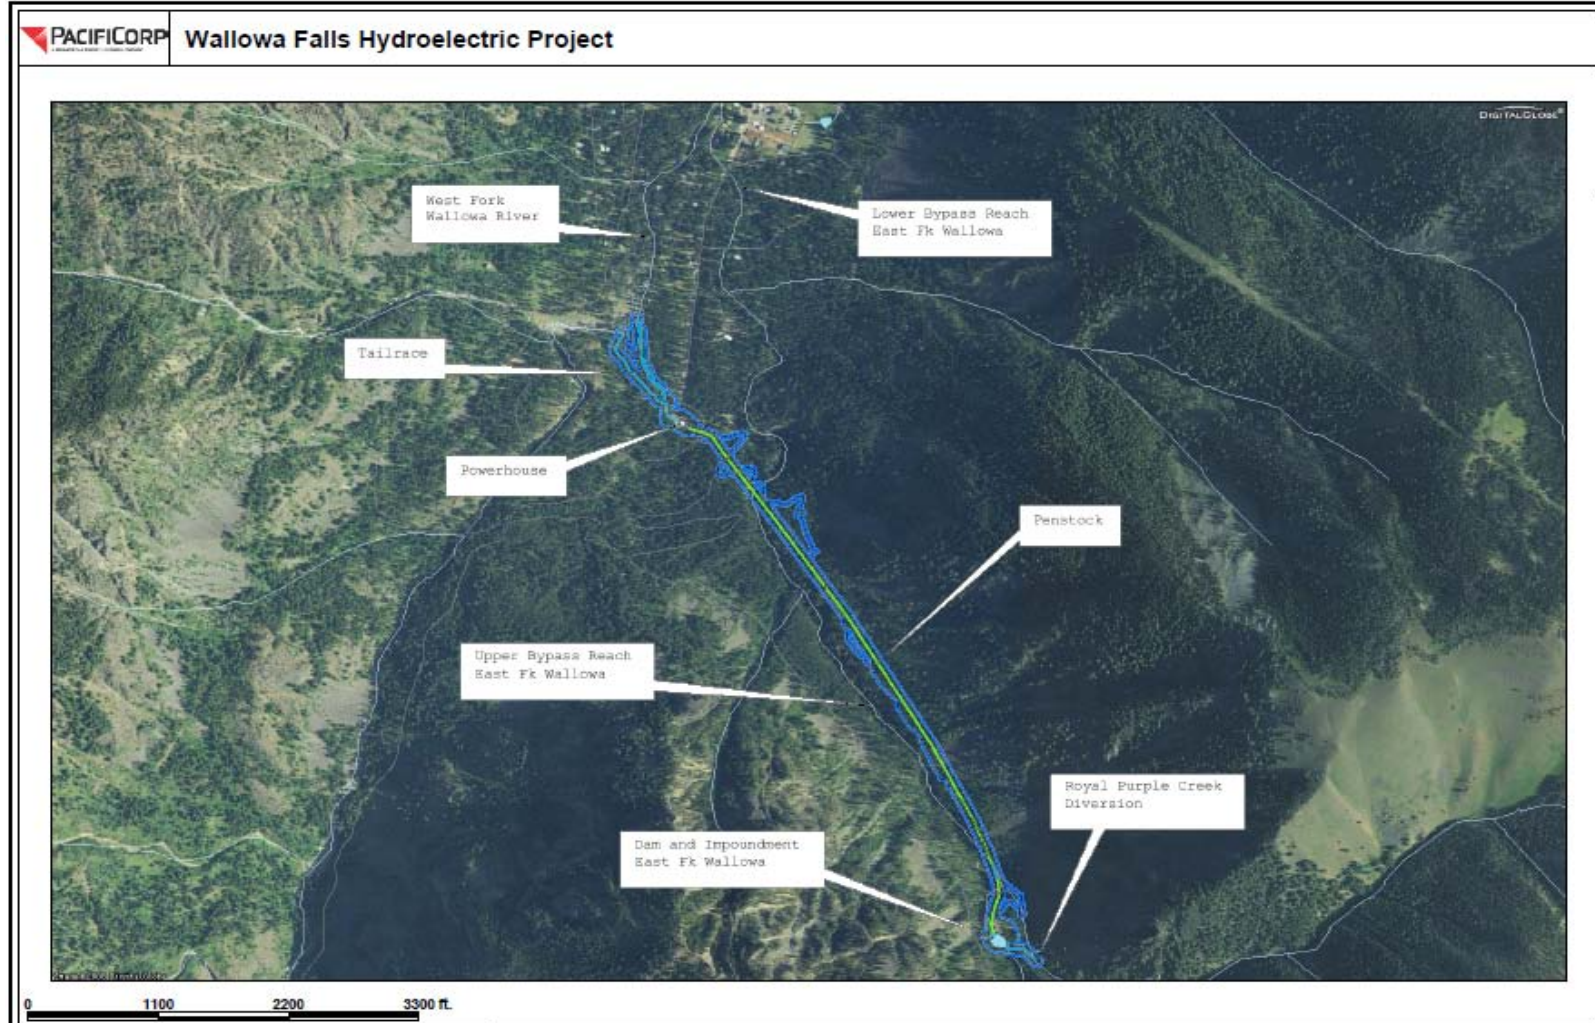 PACIFICORP
Wallowa Falls Hydroelectric Project
DIGITALGLOBE
West Fork
Wallowa River
Lower Bypass Reach
East Fk Wallowa
Tailrace
Powerhouse
Penstock
Upper Bypass Reach
East Fk Wallowa
Royal Purple Creek
Diversion
Dam and Impoundment
East Fk Wallowa
0 1100 2200 3300 ft.